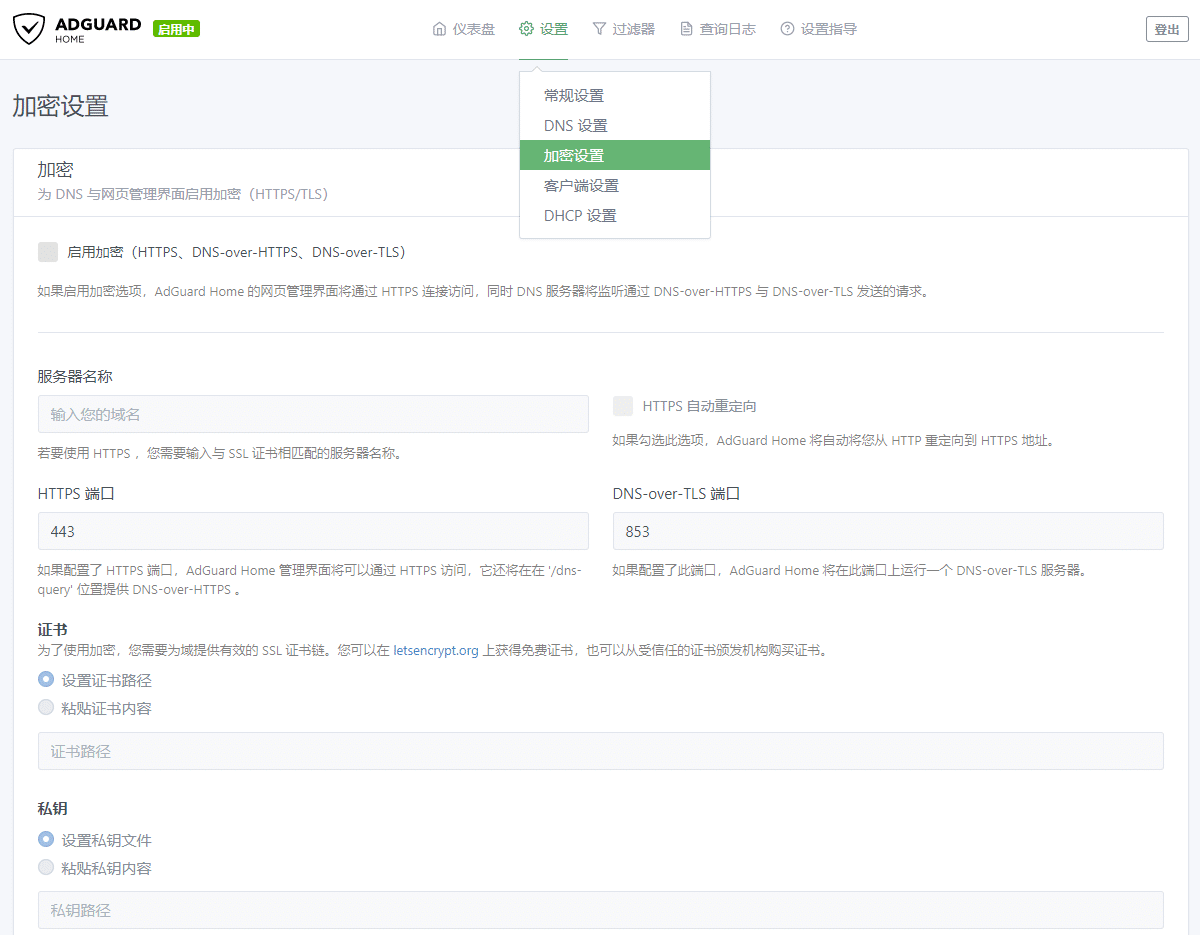 ADGUARD
HOME
启用中
仪表盘
设置
过滤器
查询日志
设置指导
登出
常规设置
DNS 设置
加密设置
客户端设置
DHCP 设置
加密设置
加密
为 DNS 与网页管理界面启用加密（HTTPS/TLS）
启用加密（HTTPS、DNS-over-HTTPS、DNS-over-TLS）
如果启用加密选项，AdGuard Home 的网页管理界面将通过 HTTPS 连接访问，同时 DNS 服务器将监听通过 DNS-over-HTTPS 与 DNS-over-TLS 发送的请求。
服务器名称
输入您的域名
若要使用 HTTPS ，您需要输入与 SSL 证书相匹配的服务器名称。
HTTPS 自动重定向
如果勾选此选项，AdGuard Home 将自动将您从 HTTP 重定向到 HTTPS 地址。
HTTPS 端口
443
如果配置了 HTTPS 端口，AdGuard Home 管理界面将可以通过 HTTPS 访问，它还将在在 '/dns-
query' 位置提供 DNS-over-HTTPS 。
DNS-over-TLS 端口
853
如果配置了此端口，AdGuard Home 将在此端口上运行一个 DNS-over-TLS 服务器。
证书
为了使用加密，您需要为域提供有效的 SSL 证书链。您可以在 letsencrypt.org 上获得免费证书，也可以从受信任的证书颁发机构购买证书。
设置证书路径
粘贴证书内容
证书路径
私钥
设置私钥文件
粘贴私钥内容
私钥路径